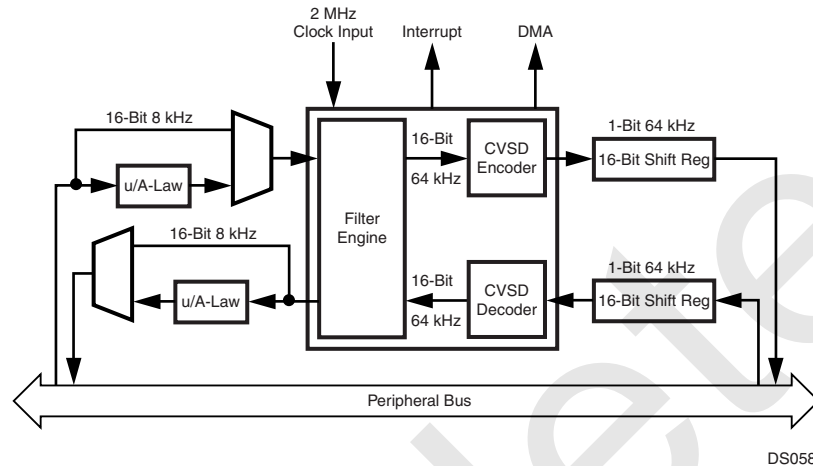 2 MHz
Clock Input
Interrupt
DMA
16-Bit 8 kHz
u/A-Law
16-Bit 8 kHz
u/A-Law
Filter
Engine
16-Bit
64 kHz
CVSD
Encoder
1-Bit 64 kHz
16-Bit Shift Reg
16-Bit
64 kHz
CVSD
Decoder
1-Bit 64 kHz
16-Bit Shift Reg
Peripheral Bus
DS058